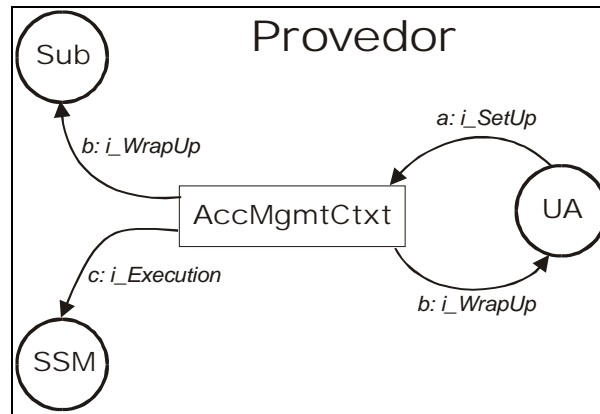 Provedor
Sub
a: i_SetUp
b: i_WrapUp
AccMgmtCtxt
UA
c: i_Execution
b: i_WrapUp
SSM